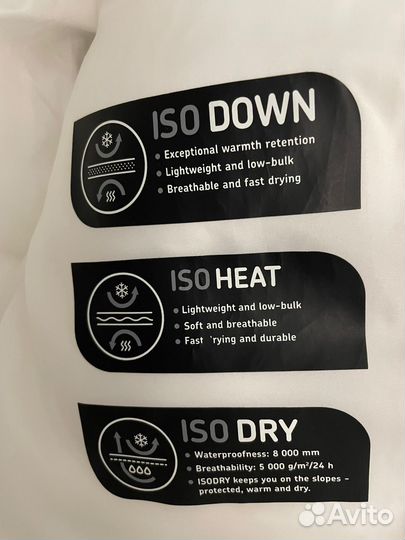 ISO DOWN
• Exceptional warmth retention
• Lightweight and low-bulk
• Breathable and fast drying
ISO HEAT
• Lightweight and low-bulk
• Soft and breathable
• Fast rying and durable
ISO DRY
• Waterproofness: 8 000 mm
• Breathability: 5 000 g/m²/24 h
• ISODRY keeps you on the slopes –
protected, warm and dry.
Avito